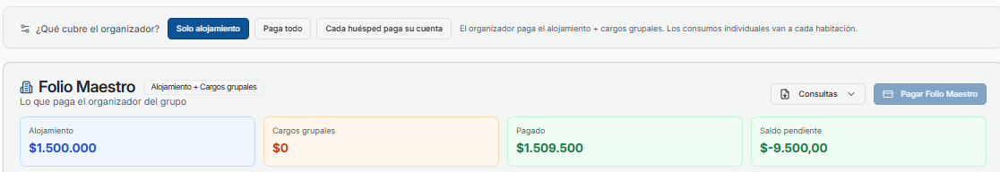 ¿Qué cubre el organizador? Solo alojamiento Paga todo Cada huésped paga su cuenta El organizador paga el alojamiento + cargos grupales. Los consumos individuales van a cada habitación.
Folio Maestro Alojamiento + Cargos grupales
Lo que paga el organizador del grupo
Consultas Pagar Folio Maestro
Alojamiento
$1.500.000
Cargos grupales
$0
Pagado
$1.509.500
Saldo pendiente
$-9.500,00